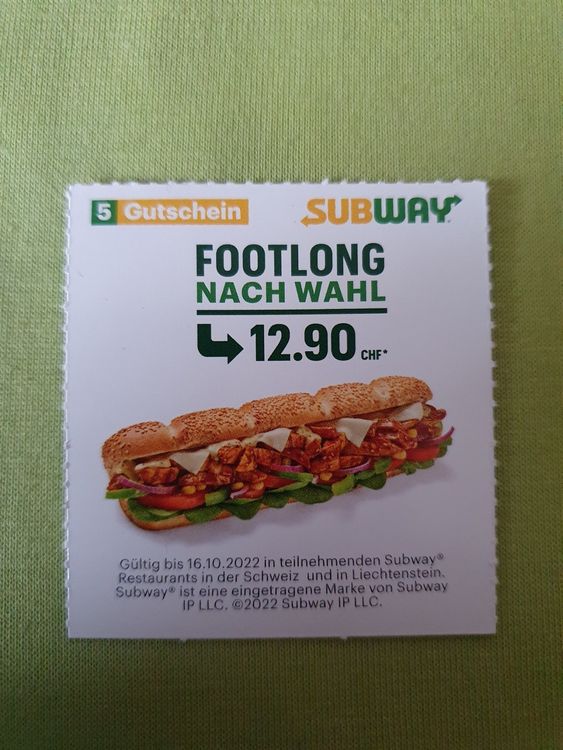 5 Gutschein
SUBWAY
FOOTLONG
NACH WAHL
12.90 CHF*
Gültig bis 16.10.2022 in teilnehmenden Subway®
Restaurants in der Schweiz und in Liechtenstein.
Subway® ist eine eingetragene Marke von Subway
IP LLC. ©2022 Subway IP LLC.